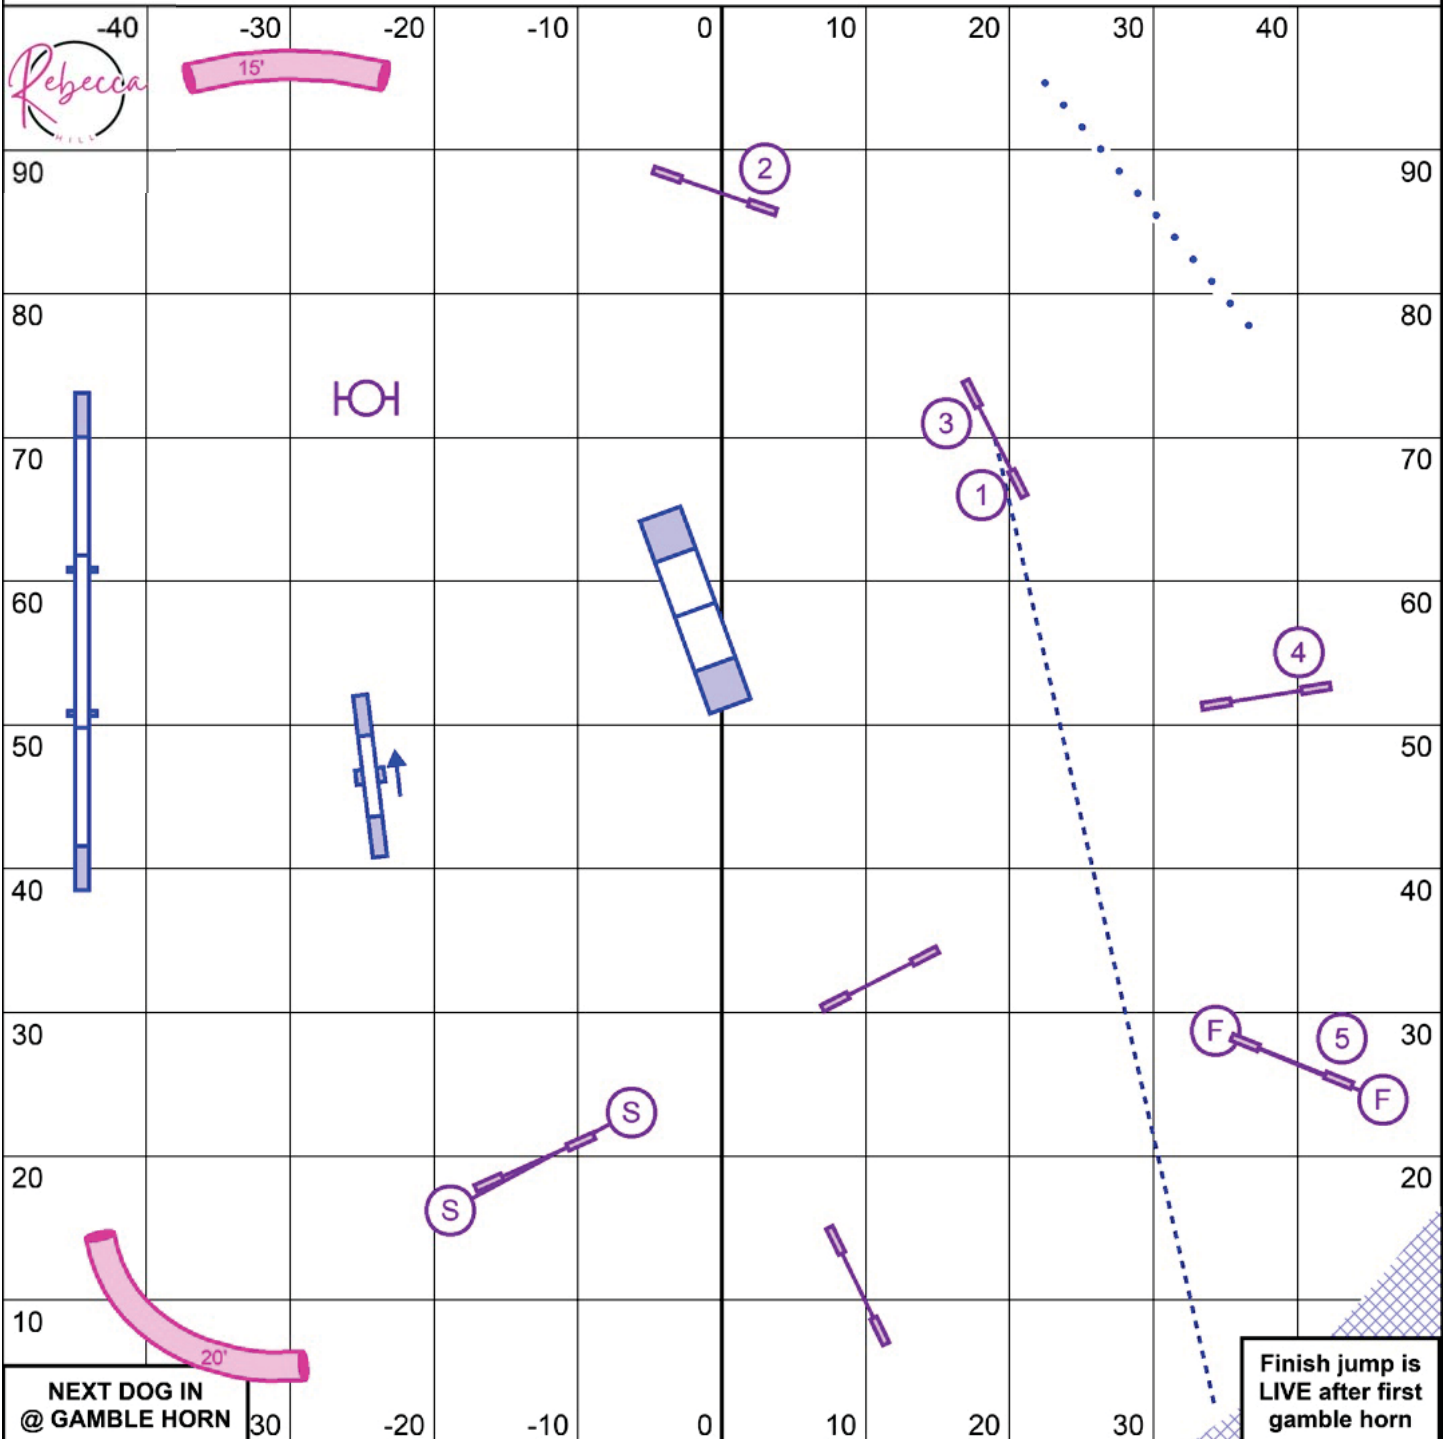 -40 -30 -20 -10 0 10 20 30 40
Rebecca
HILL
15'
2
90 90
80 80
3
70 70
1
60 60
4
50 50
40 40
F
5
30 30
F
S
20 20
S
10
20'
NEXT DOG IN
@ GAMBLE HORN
Finish jump is
LIVE after first
gamble horn
30 -20 -10 0 10 20 30